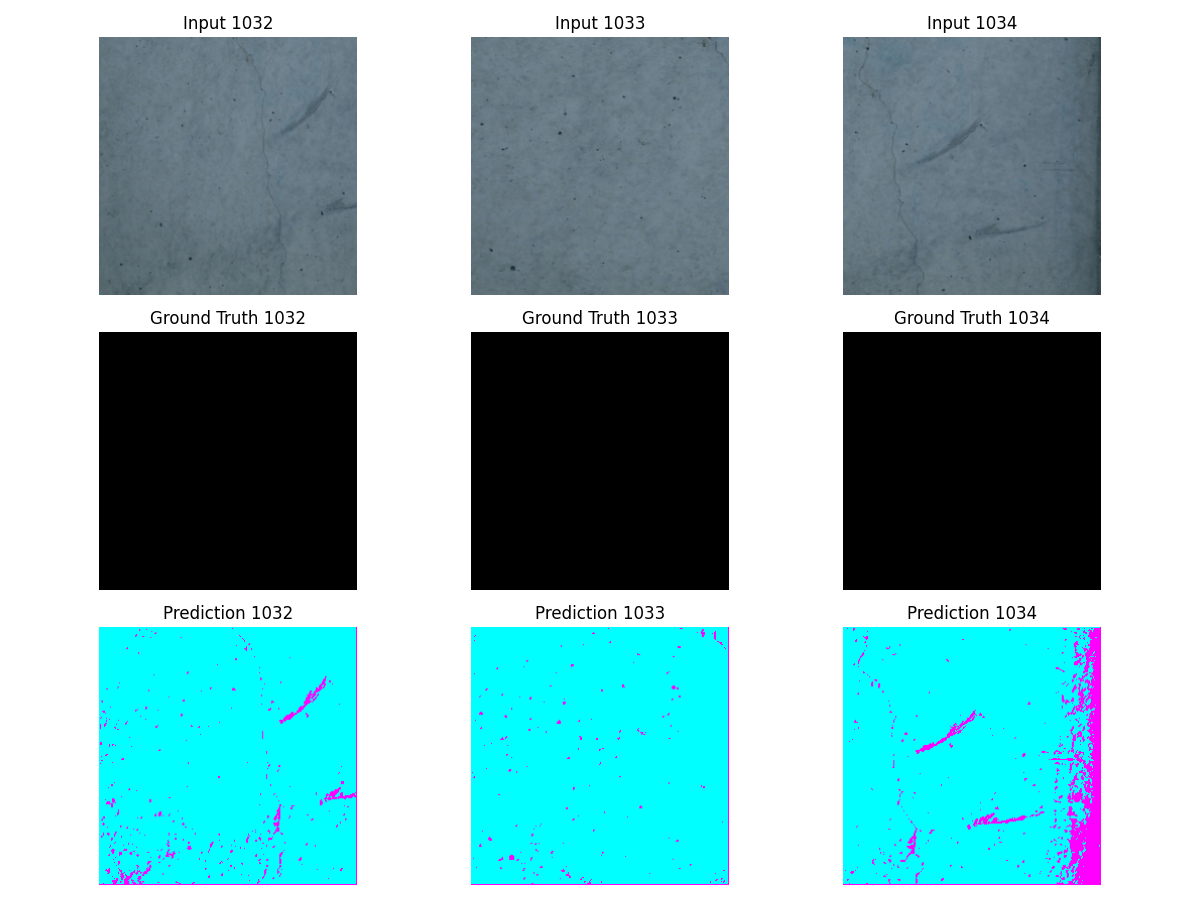 Input 1032
Input 1033
Input 1034
Ground Truth 1032
Ground Truth 1033
Ground Truth 1034
Prediction 1032
Prediction 1033
Prediction 1034